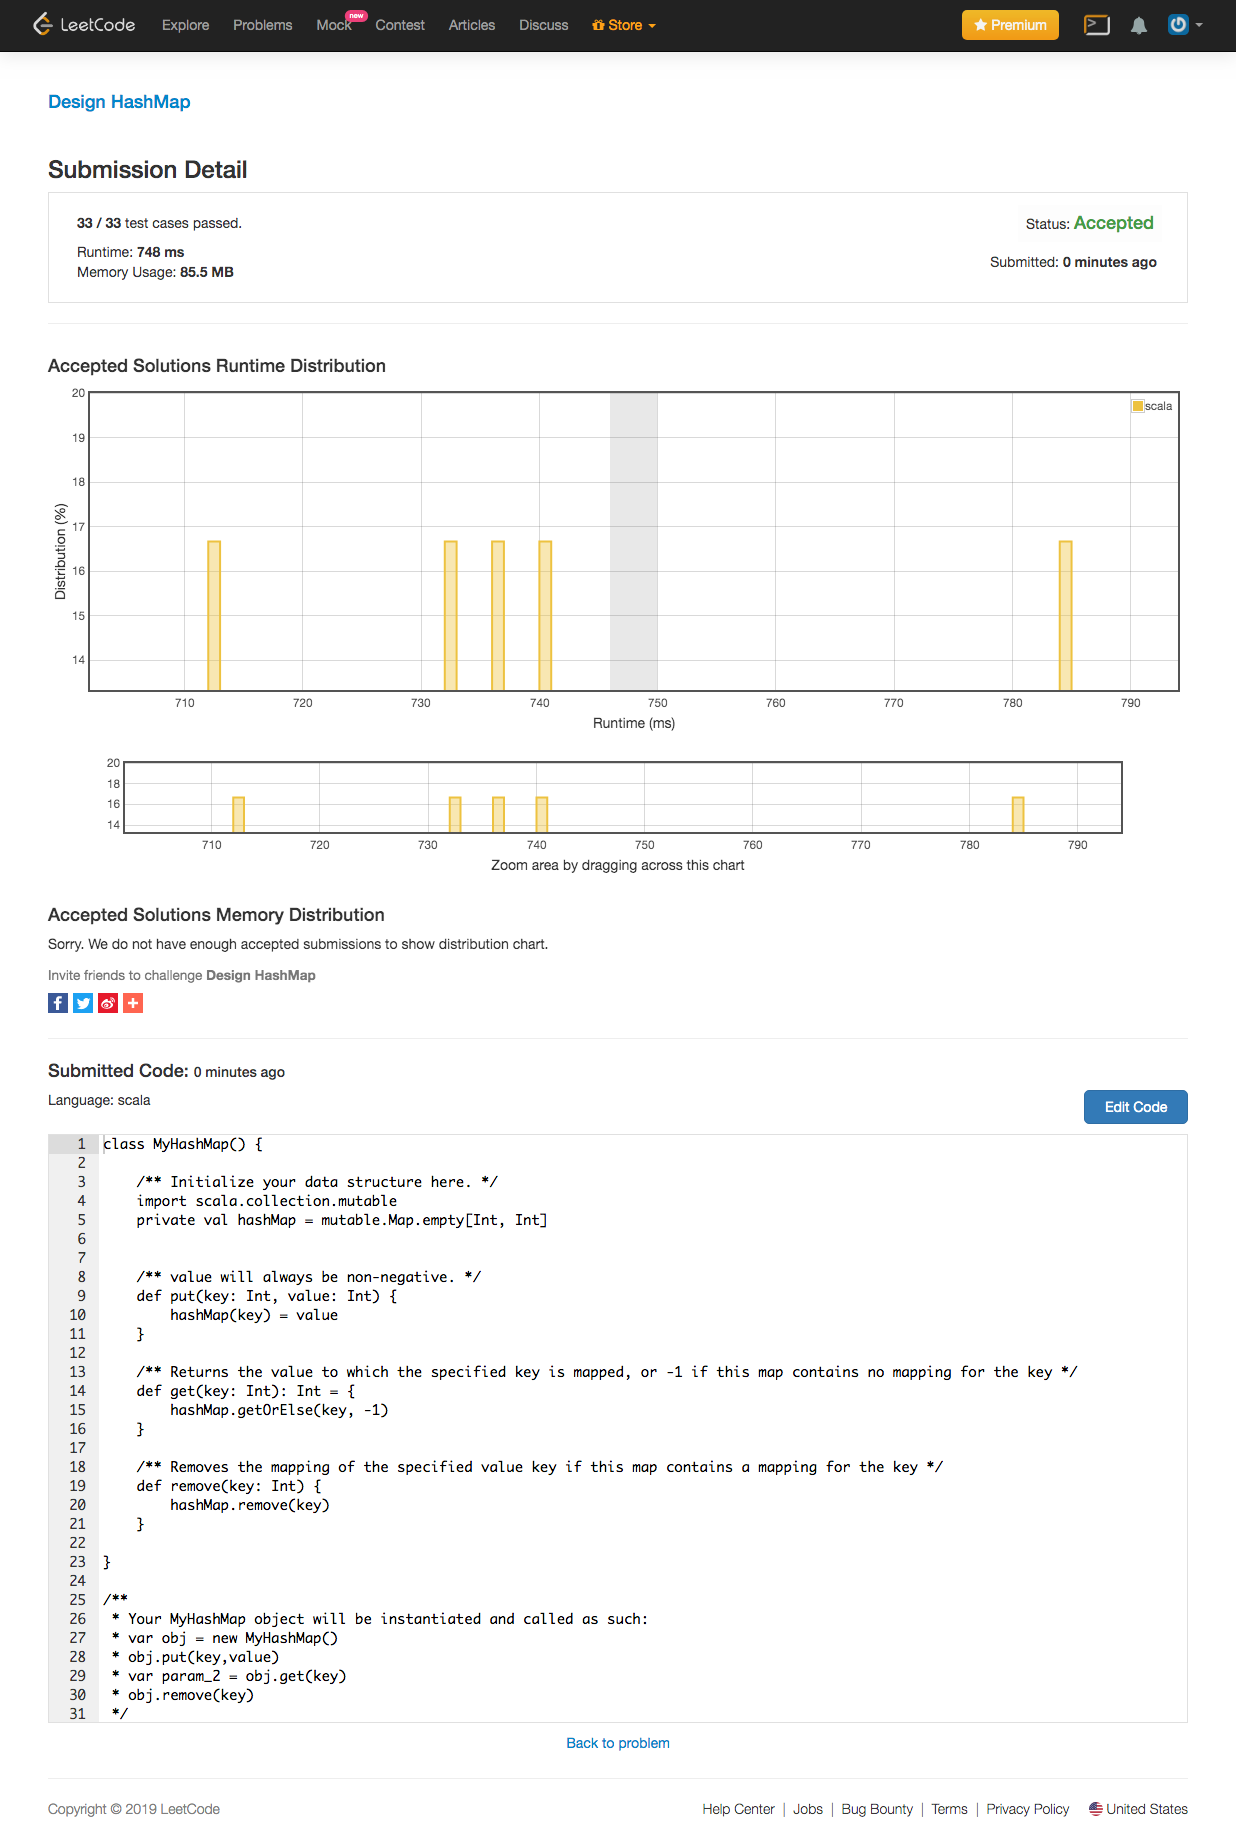 LeetCode Explore Problems Mock new Contest Articles Discuss Store Premium
Design HashMap
Submission Detail
33 / 33 test cases passed.
Status: Accepted
Runtime: 748 ms
Submitted: 0 minutes ago
Memory Usage: 85.5 MB
Accepted Solutions Runtime Distribution
20
scala
19
18
17
16
15
14
Distribution (%)
710 720 730 740 750 760 770 780 790
Runtime (ms)
20
18
16
14
710 720 730 740 750 760 770 780 790
Zoom area by dragging across this chart
Accepted Solutions Memory Distribution
Sorry. We do not have enough accepted submissions to show distribution chart.
Invite friends to challenge Design HashMap
Submitted Code: 0 minutes ago
Language: scala
Edit Code
1 class MyHashMap() {
2
3     /** Initialize your data structure here. */
4     import scala.collection.mutable
5     private val hashMap = mutable.Map.empty[Int, Int]
6
7
8     /** value will always be non-negative. */
9     def put(key: Int, value: Int) {
10         hashMap(key) = value
11     }
12
13     /** Returns the value to which the specified key is mapped, or -1 if this map contains no mapping for the key */
14     def get(key: Int): Int = {
15         hashMap.getOrElse(key, -1)
16     }
17
18     /** Removes the mapping of the specified value key if this map contains a mapping for the key */
19     def remove(key: Int) {
20         hashMap.remove(key)
21     }
22
23 }
24
25 /**
26  * Your MyHashMap object will be instantiated and called as such:
27  * var obj = new MyHashMap()
28  * obj.put(key,value)
29  * var param_2 = obj.get(key)
30  * obj.remove(key)
31  */
Back to problem
Copyright © 2019 LeetCode
Help Center | Jobs | Bug Bounty | Terms | Privacy Policy United States